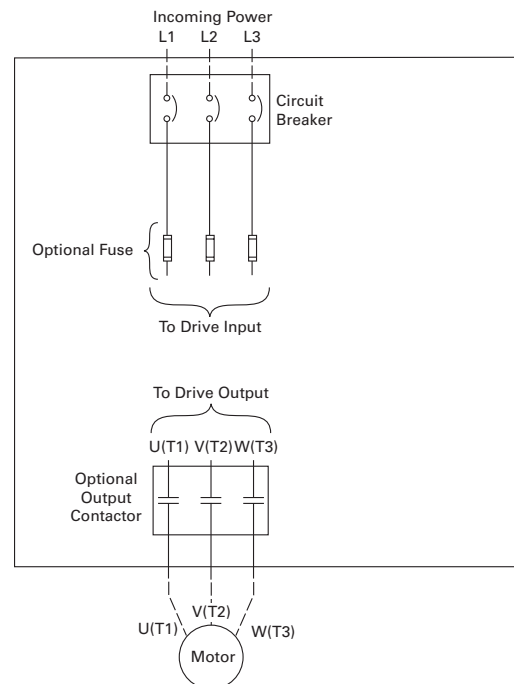 Incoming Power
L1 L2 L3
Circuit
Breaker
Optional Fuse
To Drive Input
To Drive Output
U(T1) V(T2) W(T3)
Optional
Output
Contactor
V(T2)
U(T1) W(T3)
Motor